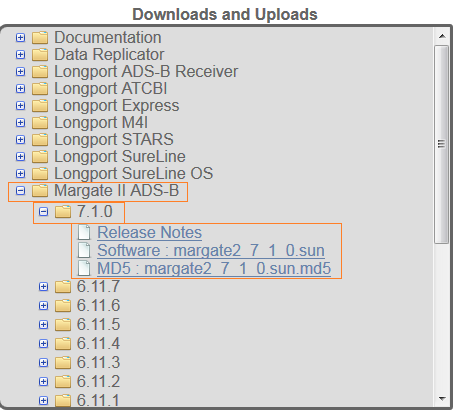 Downloads and Uploads
Documentation
Data Replicator
Longport ADS-B Receiver
Longport ATCBI
Longport Express
Longport M4I
Longport STARS
Longport SureLine
Longport SureLine OS
Margate II ADS-B
7.1.0
Release Notes
Software : margate2_7_1_0.sun
MD5 : margate2_7_1_0.sun.md5
6.11.7
6.11.6
6.11.5
6.11.4
6.11.3
6.11.2
6.11.1